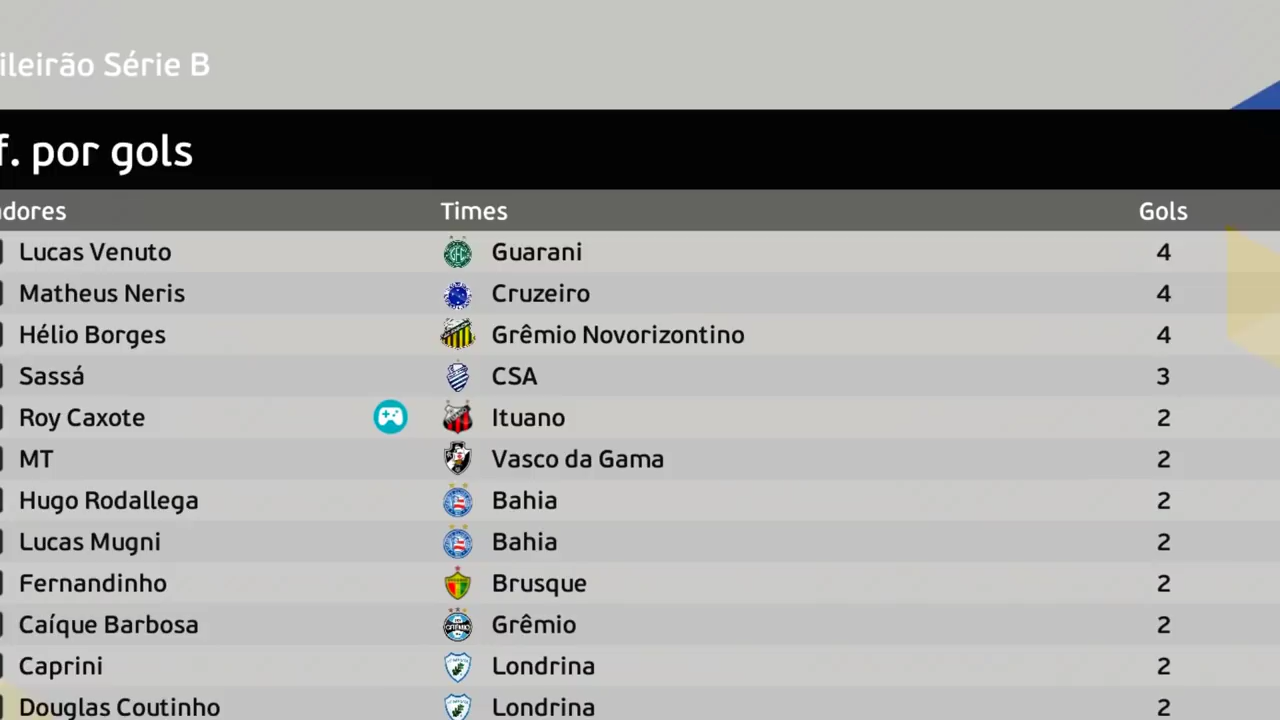 ileirão Série B
f. por gols
adores Times Gols
Lucas Venuto Guarani 4
Matheus Neris Cruzeiro 4
Hélio Borges Grêmio Novorizontino 4
Sassá CSA 3
Roy Caxote Ituano 2
MT Vasco da Gama 2
Hugo Rodallega Bahia 2
Lucas Mugni Bahia 2
Fernandinho Brusque 2
Caíque Barbosa Grêmio 2
Caprini Londrina 2
Douglas Coutinho Londrina 2